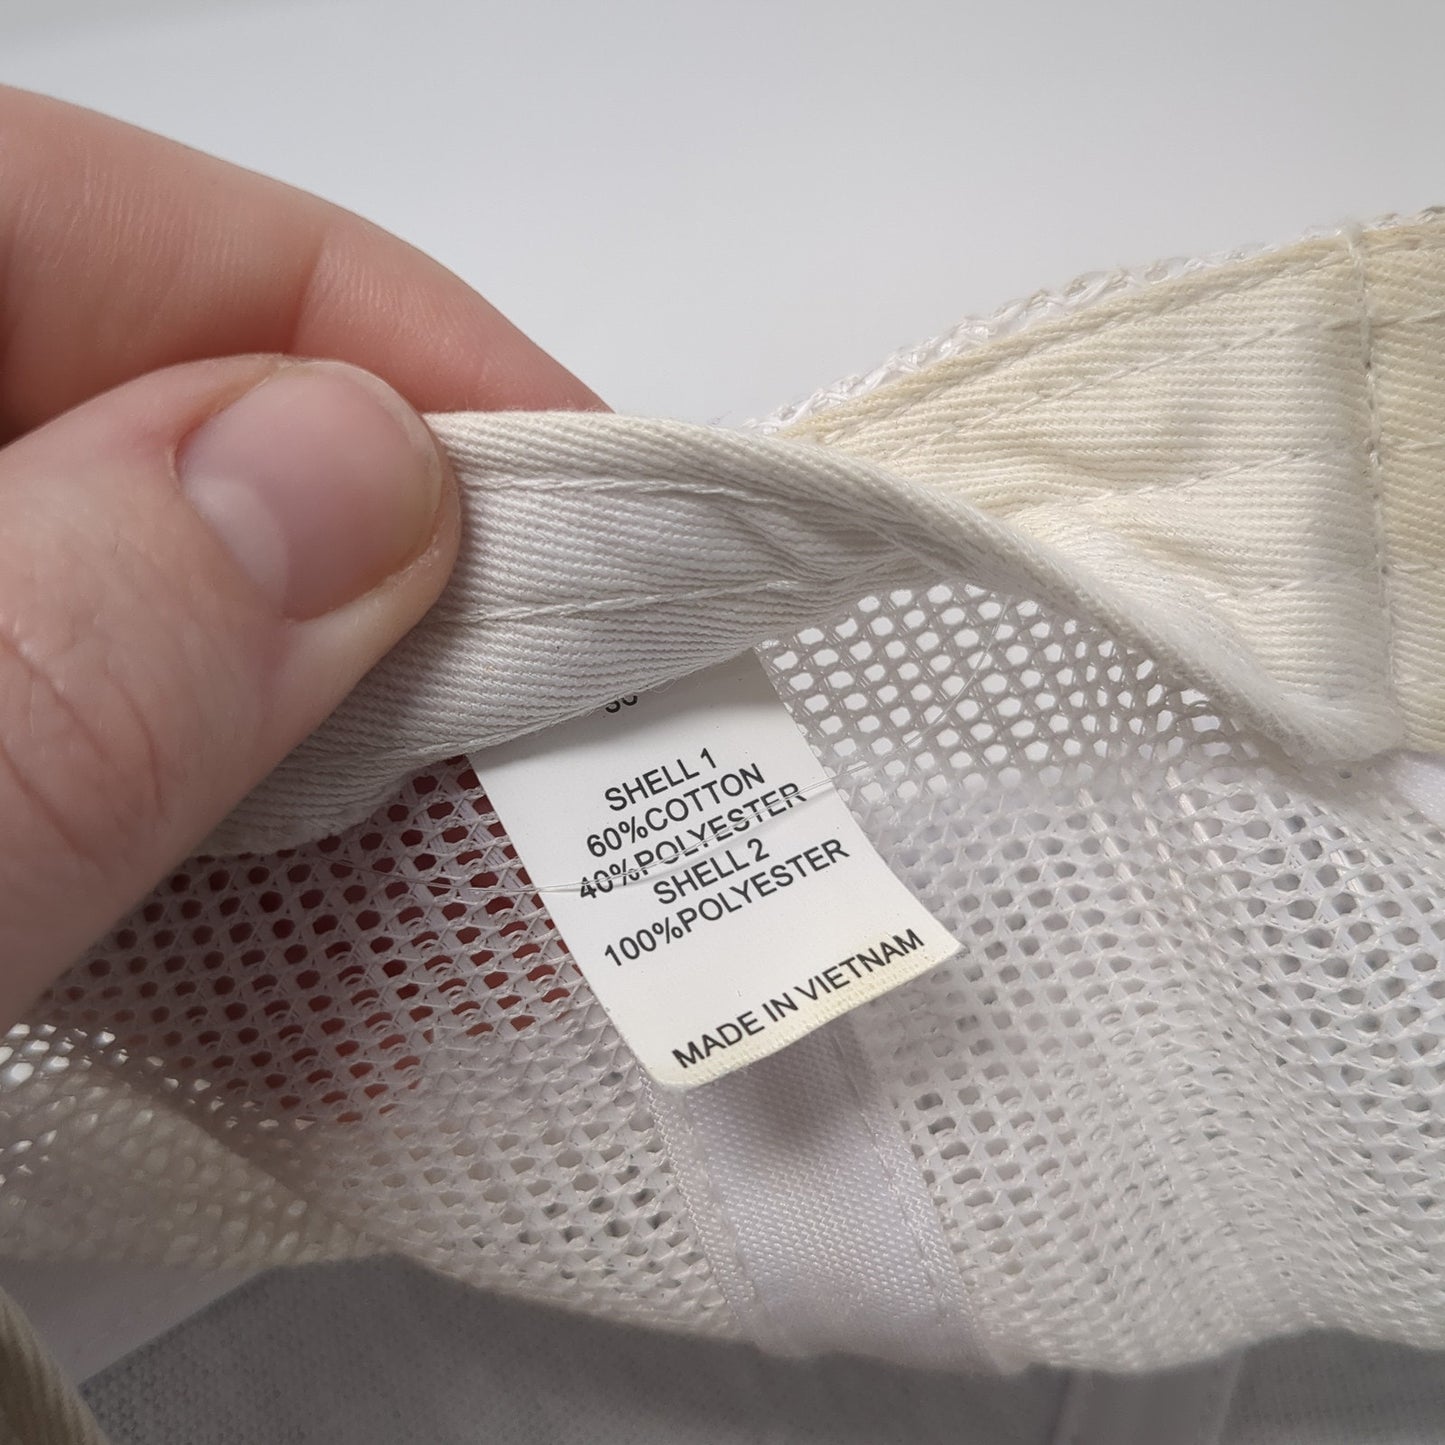 SHELL 1
60%COTTON
40%POLYESTER
SHELL 2
100%POLYESTER
MADE IN VIETNAM